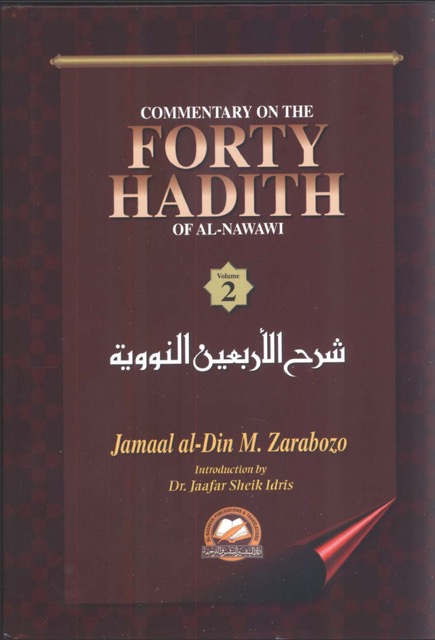 COMMENTARY ON THE
FORTY
HADITH
OF AL-NAWAWI
Volume
2
شرح الأربعين النووية
Jamaal al-Din M. Zarabozo
Introduction by
Dr. Jaafar Sheik Idris